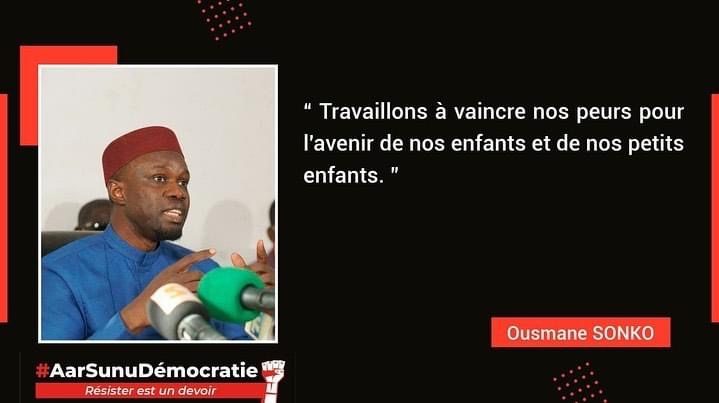 “ Travaillons à vaincre nos peurs pour
l'avenir de nos enfants et de nos petits
enfants. ”
Ousmane SONKO
#AarSunuDémocratie
Résister est un devoir